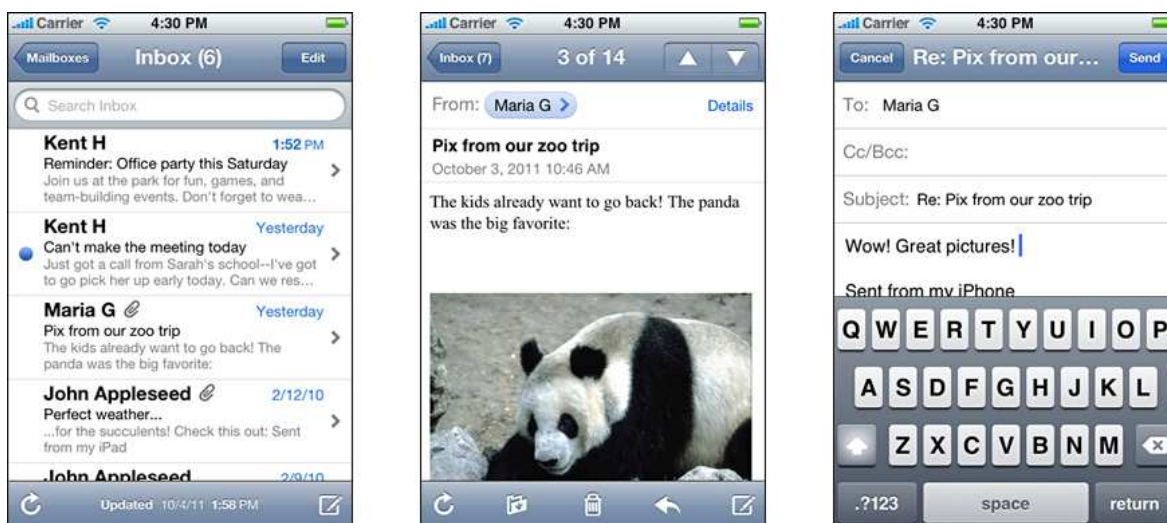 Carrier 4:30 PM
Mailboxes Inbox (6) Edit
Search Inbox
Kent H 1:52 PM
Reminder: Office party this Saturday
Join us at the park for fun, games, and
team-building events. Don't forget to wea...
Kent H Yesterday
Can't make the meeting today
Just got a call from Sarah's school--I've got
to go pick her up early today. Can we res...
Maria G Yesterday
Pix from our zoo trip
The kids already want to go back! The
panda was the big favorite:
John Appleseed 2/12/10
Perfect weather...
...for the succulents! Check this out: Sent
from my iPad
John Appleseed 2/9/10
Updated 10/4/11 1:58 PM
Carrier 4:30 PM
Inbox (7) 3 of 14
From: Maria G Details
Pix from our zoo trip
October 3, 2011 10:46 AM
The kids already want to go back! The panda
was the big favorite:
Carrier 4:30 PM
Cancel Re: Pix from our... Send
To: Maria G
Cc/Bcc:
Subject: Re: Pix from our zoo trip
Wow! Great pictures!
Sent from my iPhone
Q W E R T Y U I O P
A S D F G H J K L
Z X C V B N M
.?123 space return